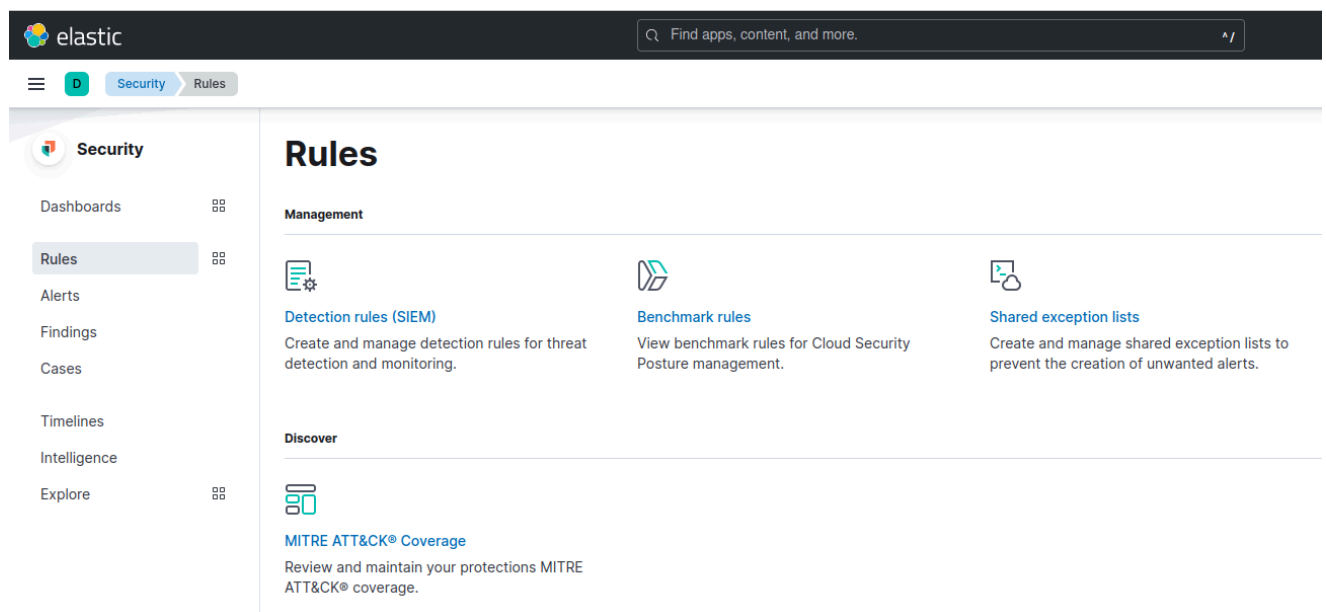 elastic
Find apps, content, and more.
^/
D
Security
Rules
Security
Dashboards
Rules
Alerts
Findings
Cases
Timelines
Intelligence
Explore
Rules
Management
Detection rules (SIEM)
Create and manage detection rules for threat
detection and monitoring.
Benchmark rules
View benchmark rules for Cloud Security
Posture management.
Shared exception lists
Create and manage shared exception lists to
prevent the creation of unwanted alerts.
Discover
MITRE ATT&CK® Coverage
Review and maintain your protections MITRE
ATT&CK® coverage.